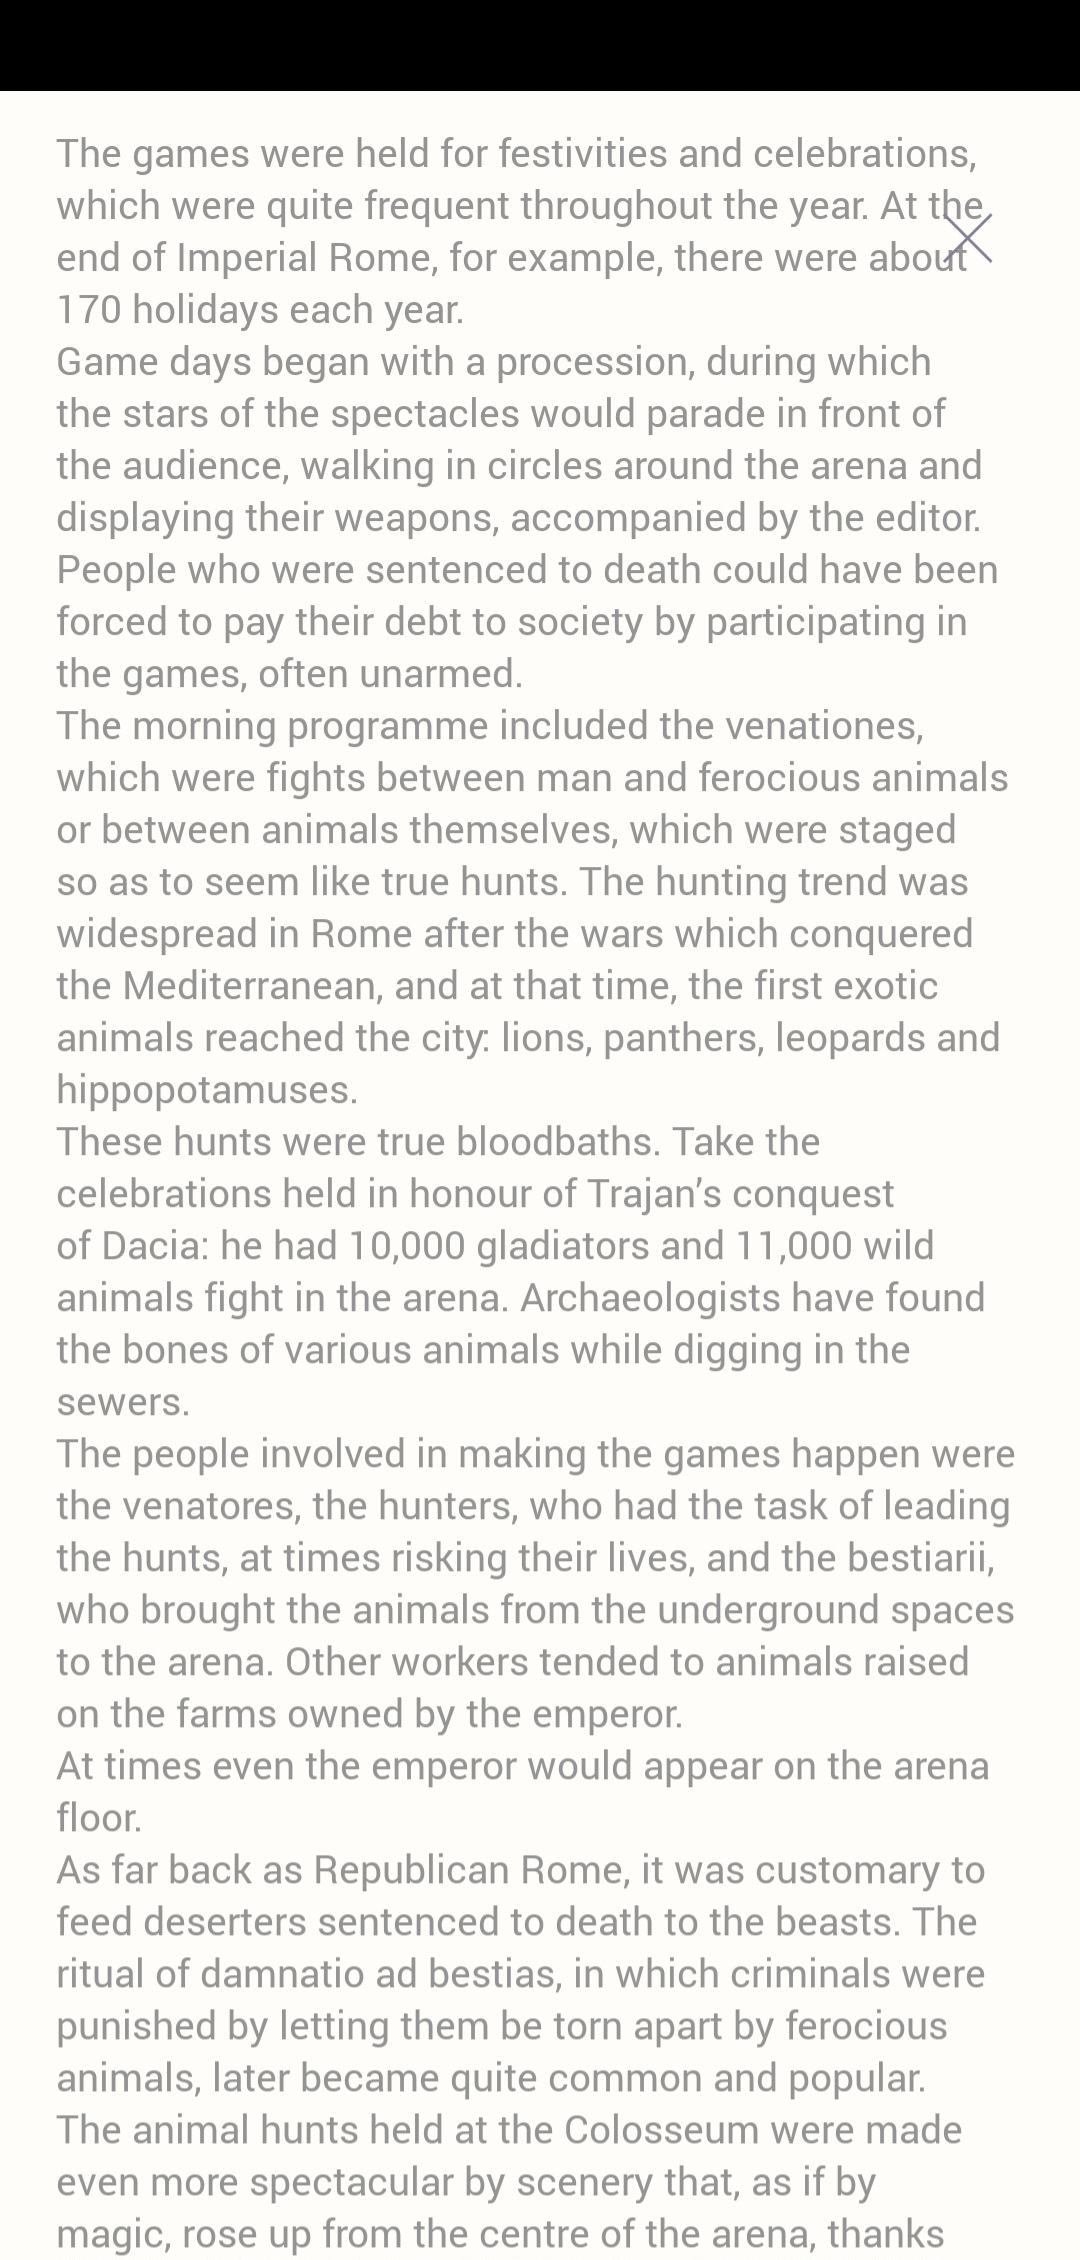 The games were held for festivities and celebrations,
which were quite frequent throughout the year. At the
end of Imperial Rome, for example, there were about
170 holidays each year.
Game days began with a procession, during which
the stars of the spectacles would parade in front of
the audience, walking in circles around the arena and
displaying their weapons, accompanied by the editor.
People who were sentenced to death could have been
forced to pay their debt to society by participating in
the games, often unarmed.
The morning programme included the venationes,
which were fights between man and ferocious animals
or between animals themselves, which were staged
so as to seem like true hunts. The hunting trend was
widespread in Rome after the wars which conquered
the Mediterranean, and at that time, the first exotic
animals reached the city: lions, panthers, leopards and
hippopotamuses.
These hunts were true bloodbaths. Take the
celebrations held in honour of Trajan’s conquest
of Dacia: he had 10,000 gladiators and 11,000 wild
animals fight in the arena. Archaeologists have found
the bones of various animals while digging in the
sewers.
The people involved in making the games happen were
the venatores, the hunters, who had the task of leading
the hunts, at times risking their lives, and the bestiarii,
who brought the animals from the underground spaces
to the arena. Other workers tended to animals raised
on the farms owned by the emperor.
At times even the emperor would appear on the arena
floor.
As far back as Republican Rome, it was customary to
feed deserters sentenced to death to the beasts. The
ritual of damnatio ad bestias, in which criminals were
punished by letting them be torn apart by ferocious
animals, later became quite common and popular.
The animal hunts held at the Colosseum were made
even more spectacular by scenery that, as if by
magic, rose up from the centre of the arena, thanks